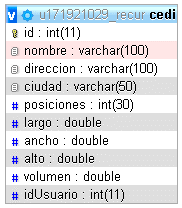 v u171921029_recur cedi
id : int(11)
nombre : varchar(100)
direccion : varchar(100)
ciudad : varchar(50)
# posiciones : int(30)
# largo : double
# ancho : double
# alto : double
# volumen : double
# idUsuario : int(11)